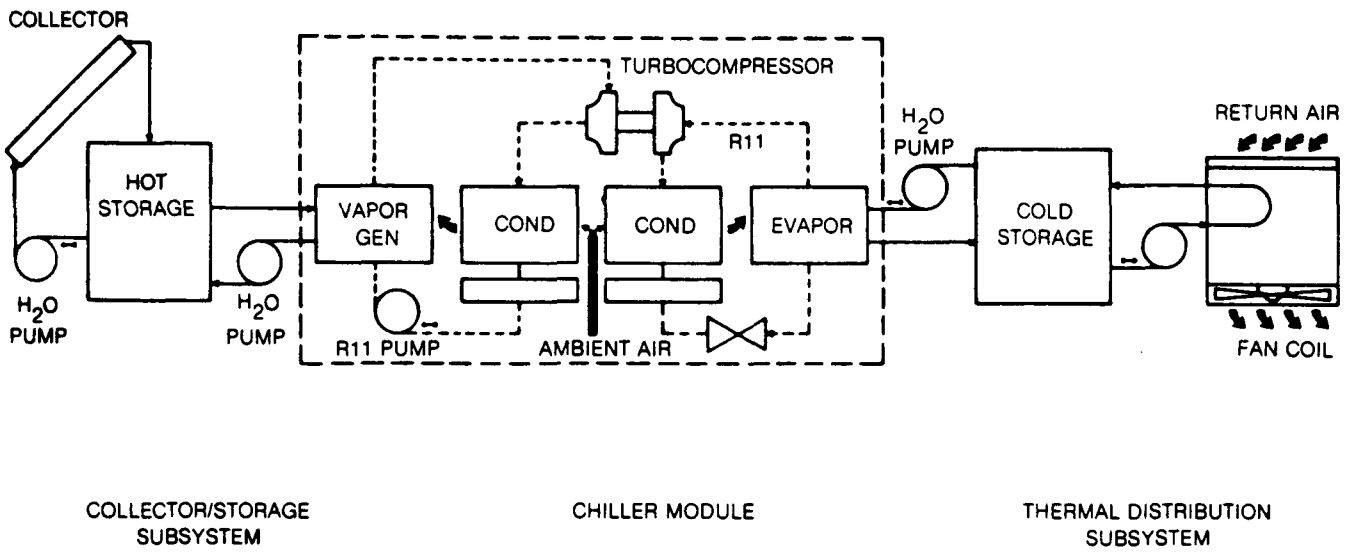 COLLECTOR
TURBOCOMPRESSOR
H2O
PUMP
RETURN AIR
R11
HOT
STORAGE
VAPOR
GEN
COND
COND
EVAPOR
COLD
STORAGE
H2O
PUMP
H2O
PUMP
R11 PUMP
AMBIENT AIR
FAN COIL
COLLECTOR/STORAGE
SUBSYSTEM
CHILLER MODULE
THERMAL DISTRIBUTION
SUBSYSTEM